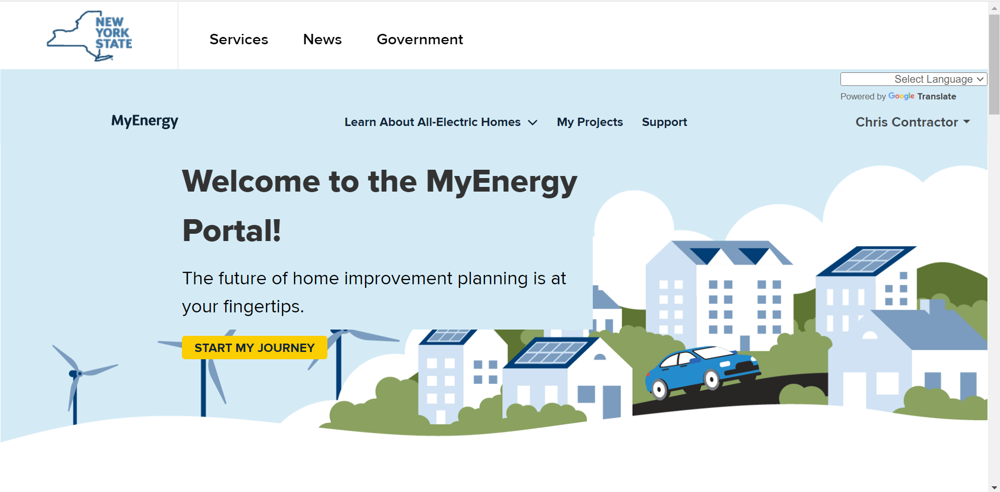 NEW
YORK
STATE
Services
News
Government
Select Language
Powered by Google Translate
MyEnergy
Learn About All-Electric Homes
My Projects
Support
Chris Contractor
Welcome to the MyEnergy
Portal!
The future of home improvement planning is at
your fingertips.
START MY JOURNEY